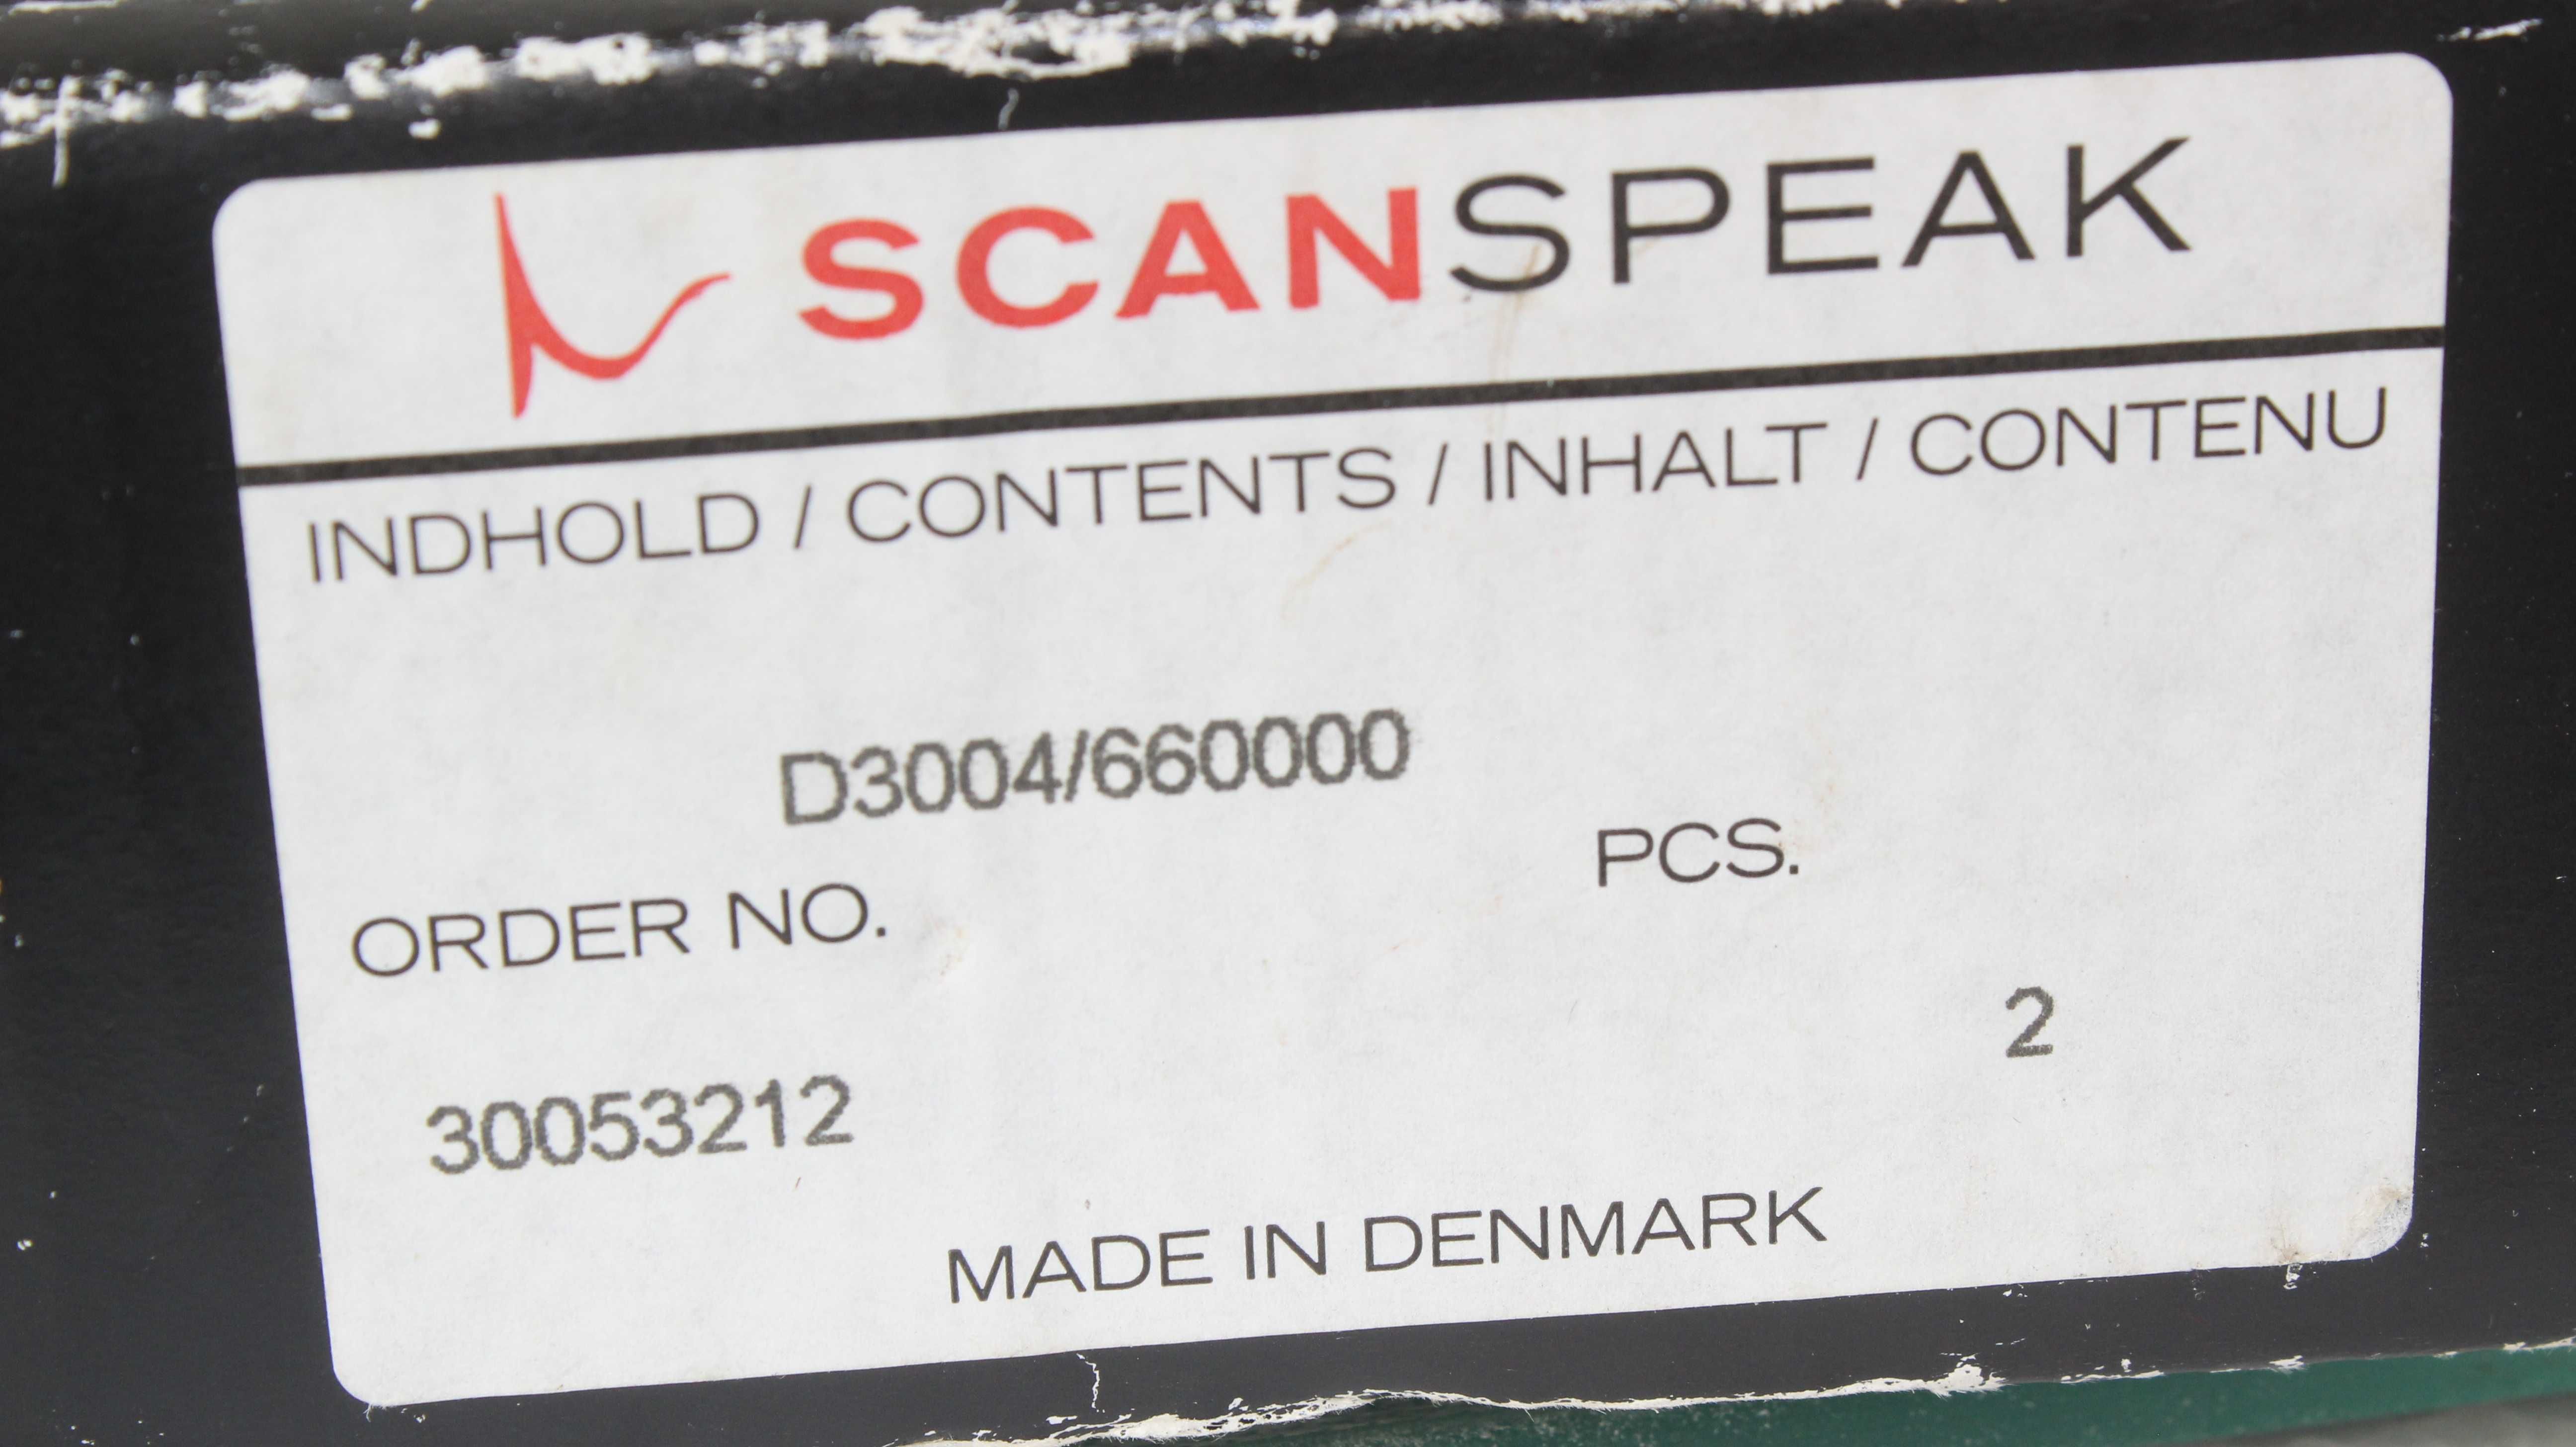 SCANSPEAK
INDHOLD / CONTENTS / INHALT / CONTENU
D3004/660000
ORDER NO. PCS.
30053212 2
MADE IN DENMARK